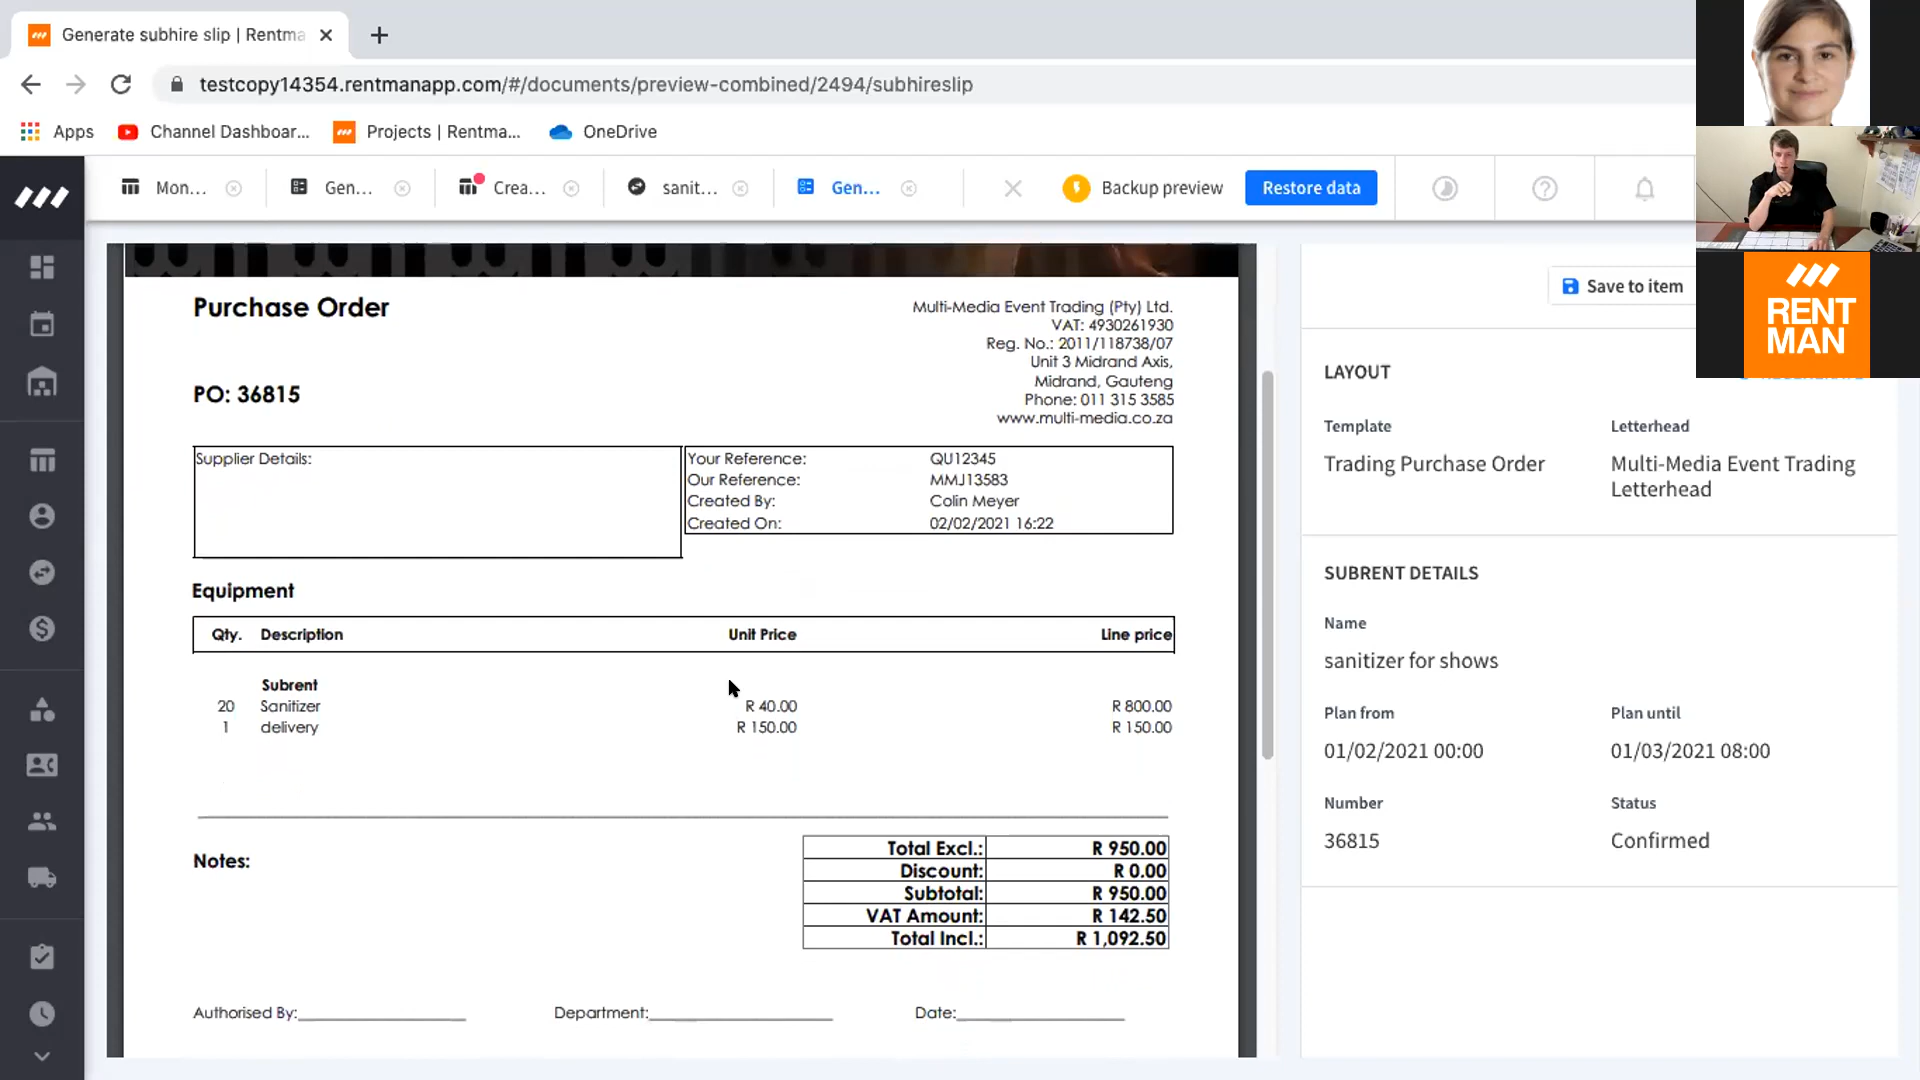 Generate subhire slip | Rentma
testcopy14354.rentmanapp.com/#/documents/preview-combined/2494/subhireslip
Apps
Channel Dashboar...
Projects | Rentma...
OneDrive
Mon...
Gen...
Crea...
sanit...
Gen...
Backup preview
Restore data
RENT
MAN
Save to item
Purchase Order
Multi-Media Event Trading (Pty) Ltd.
VAT: 4930261930
Reg. No.: 2011/118738/07
Unit 3 Midrand Axis,
Midrand, Gauteng
Phone: 011 315 3585
www.multi-media.co.za
PO: 36815
Supplier Details:
Your Reference: QU12345
Our Reference: MMJ13583
Created By: Colin Meyer
Created On: 02/02/2021 16:22
Equipment
Qty. Description Unit Price Line price
Subrent
20 Sanitizer R 40.00 R 800.00
1 delivery R 150.00 R 150.00
Notes:
Total Excl.: R 950.00
Discount: R 0.00
Subtotal: R 950.00
VAT Amount: R 142.50
Total Incl.: R 1,092.50
Authorised By: Department: Date:
LAYOUT
Template
Trading Purchase Order
Letterhead
Multi-Media Event Trading
Letterhead
SUBRENT DETAILS
Name
sanitizer for shows
Plan from
01/02/2021 00:00
Plan until
01/03/2021 08:00
Number
36815
Status
Confirmed